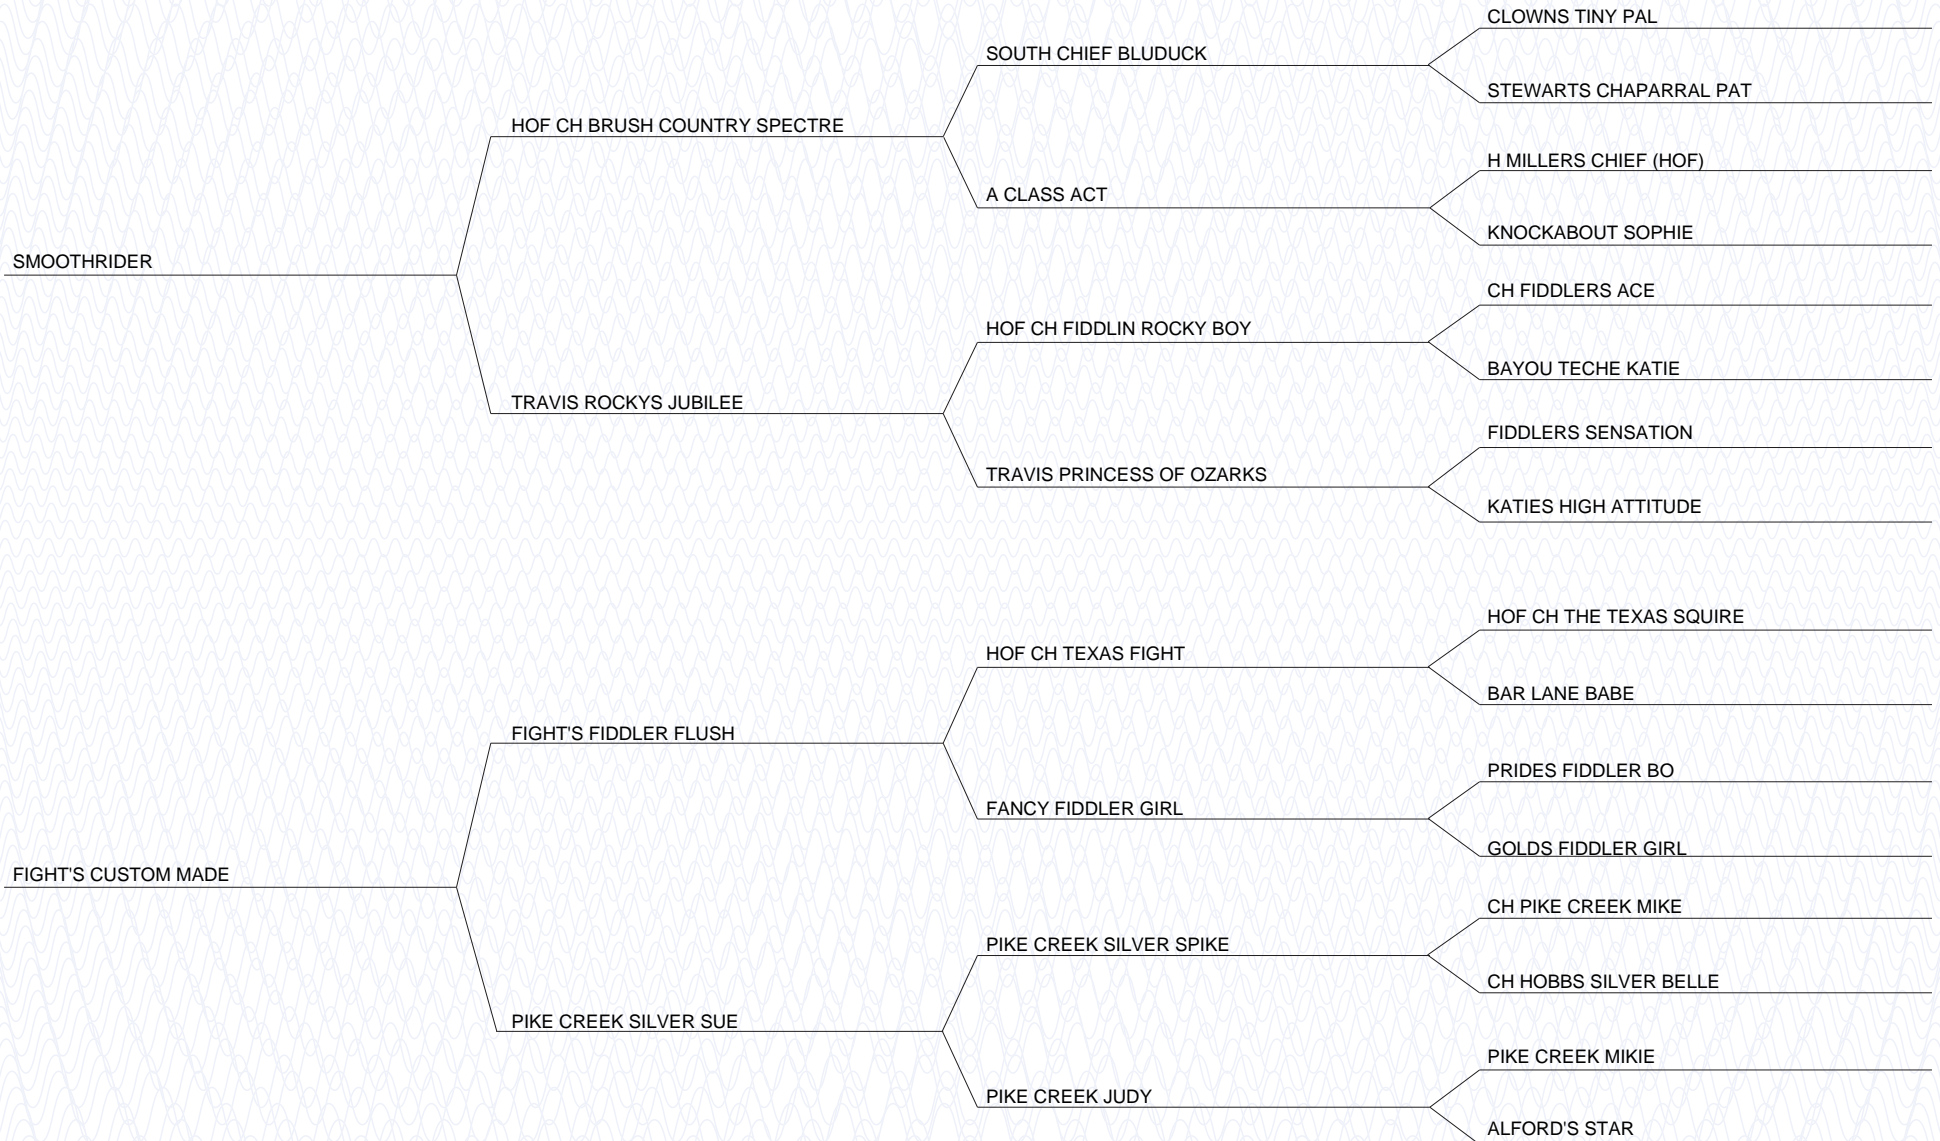 CLOWNS TINY PAL
SOUTH CHIEF BLUDUCK
STEWARTS CHAPARRAL PAT
HOF CH BRUSH COUNTRY SPECTRE
H MILLERS CHIEF (HOF)
A CLASS ACT
KNOCKABOUT SOPHIE
SMOOTHRIDER
CH FIDDLERS ACE
HOF CH FIDDLIN ROCKY BOY
BAYOU TECHE KATIE
TRAVIS ROCKYS JUBILEE
FIDDLERS SENSATION
TRAVIS PRINCESS OF OZARKS
KATIES HIGH ATTITUDE
HOF CH THE TEXAS SQUIRE
HOF CH TEXAS FIGHT
BAR LANE BABE
FIGHT'S FIDDLER FLUSH
PRIDES FIDDLER BO
FANCY FIDDLER GIRL
GOLDS FIDDLER GIRL
FIGHT'S CUSTOM MADE
CH PIKE CREEK MIKE
PIKE CREEK SILVER SPIKE
CH HOBBS SILVER BELLE
PIKE CREEK SILVER SUE
PIKE CREEK MIKIE
PIKE CREEK JUDY
ALFORD'S STAR